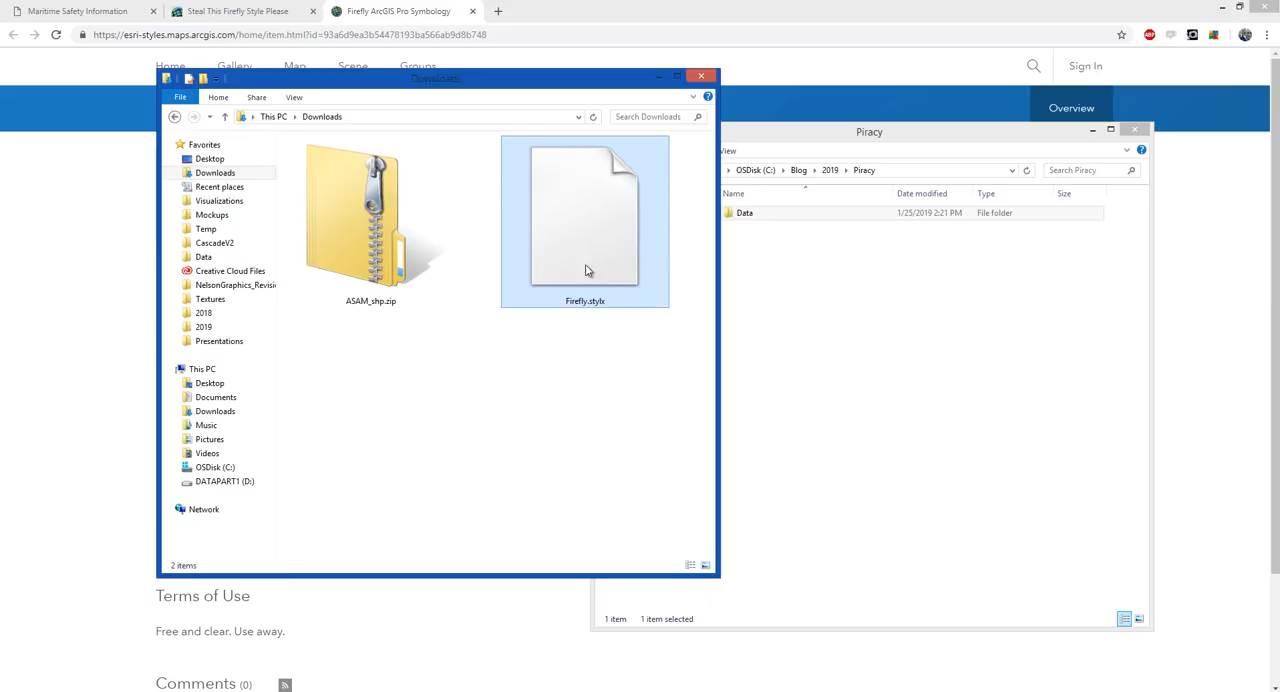 Maritime Safety Information
Steal This Firefly Style Please
Firefly ArcGIS Pro Symbology
https://esri-styles.maps.arcgis.com/home/item.html?id=93a6d9ea3b54478193ba566ab9d8b748
Home Gallery Map Scene Groups
Sign In
Overview
Downloads
File Home Share View
This PC Downloads
Search Downloads
Favorites
Desktop
Downloads
Recent places
Visualizations
Mockups
Temp
CascadeV2
Data
Creative Cloud Files
NelsonGraphics_Revisi
Textures
2018
2019
Presentations
This PC
Desktop
Documents
Downloads
Music
Pictures
Videos
OSDisk (C:)
DATAPART1 (D:)
Network
ASAM_shp.zip
Firefly.stylx
2 items
Piracy
View
OSDisk (C:) Blog 2019 Piracy
Search Piracy
Name Date modified Type Size
Data 1/25/2019 2:21 PM File folder
1 item 1 item selected
Terms of Use
Free and clear. Use away.
Comments (0)